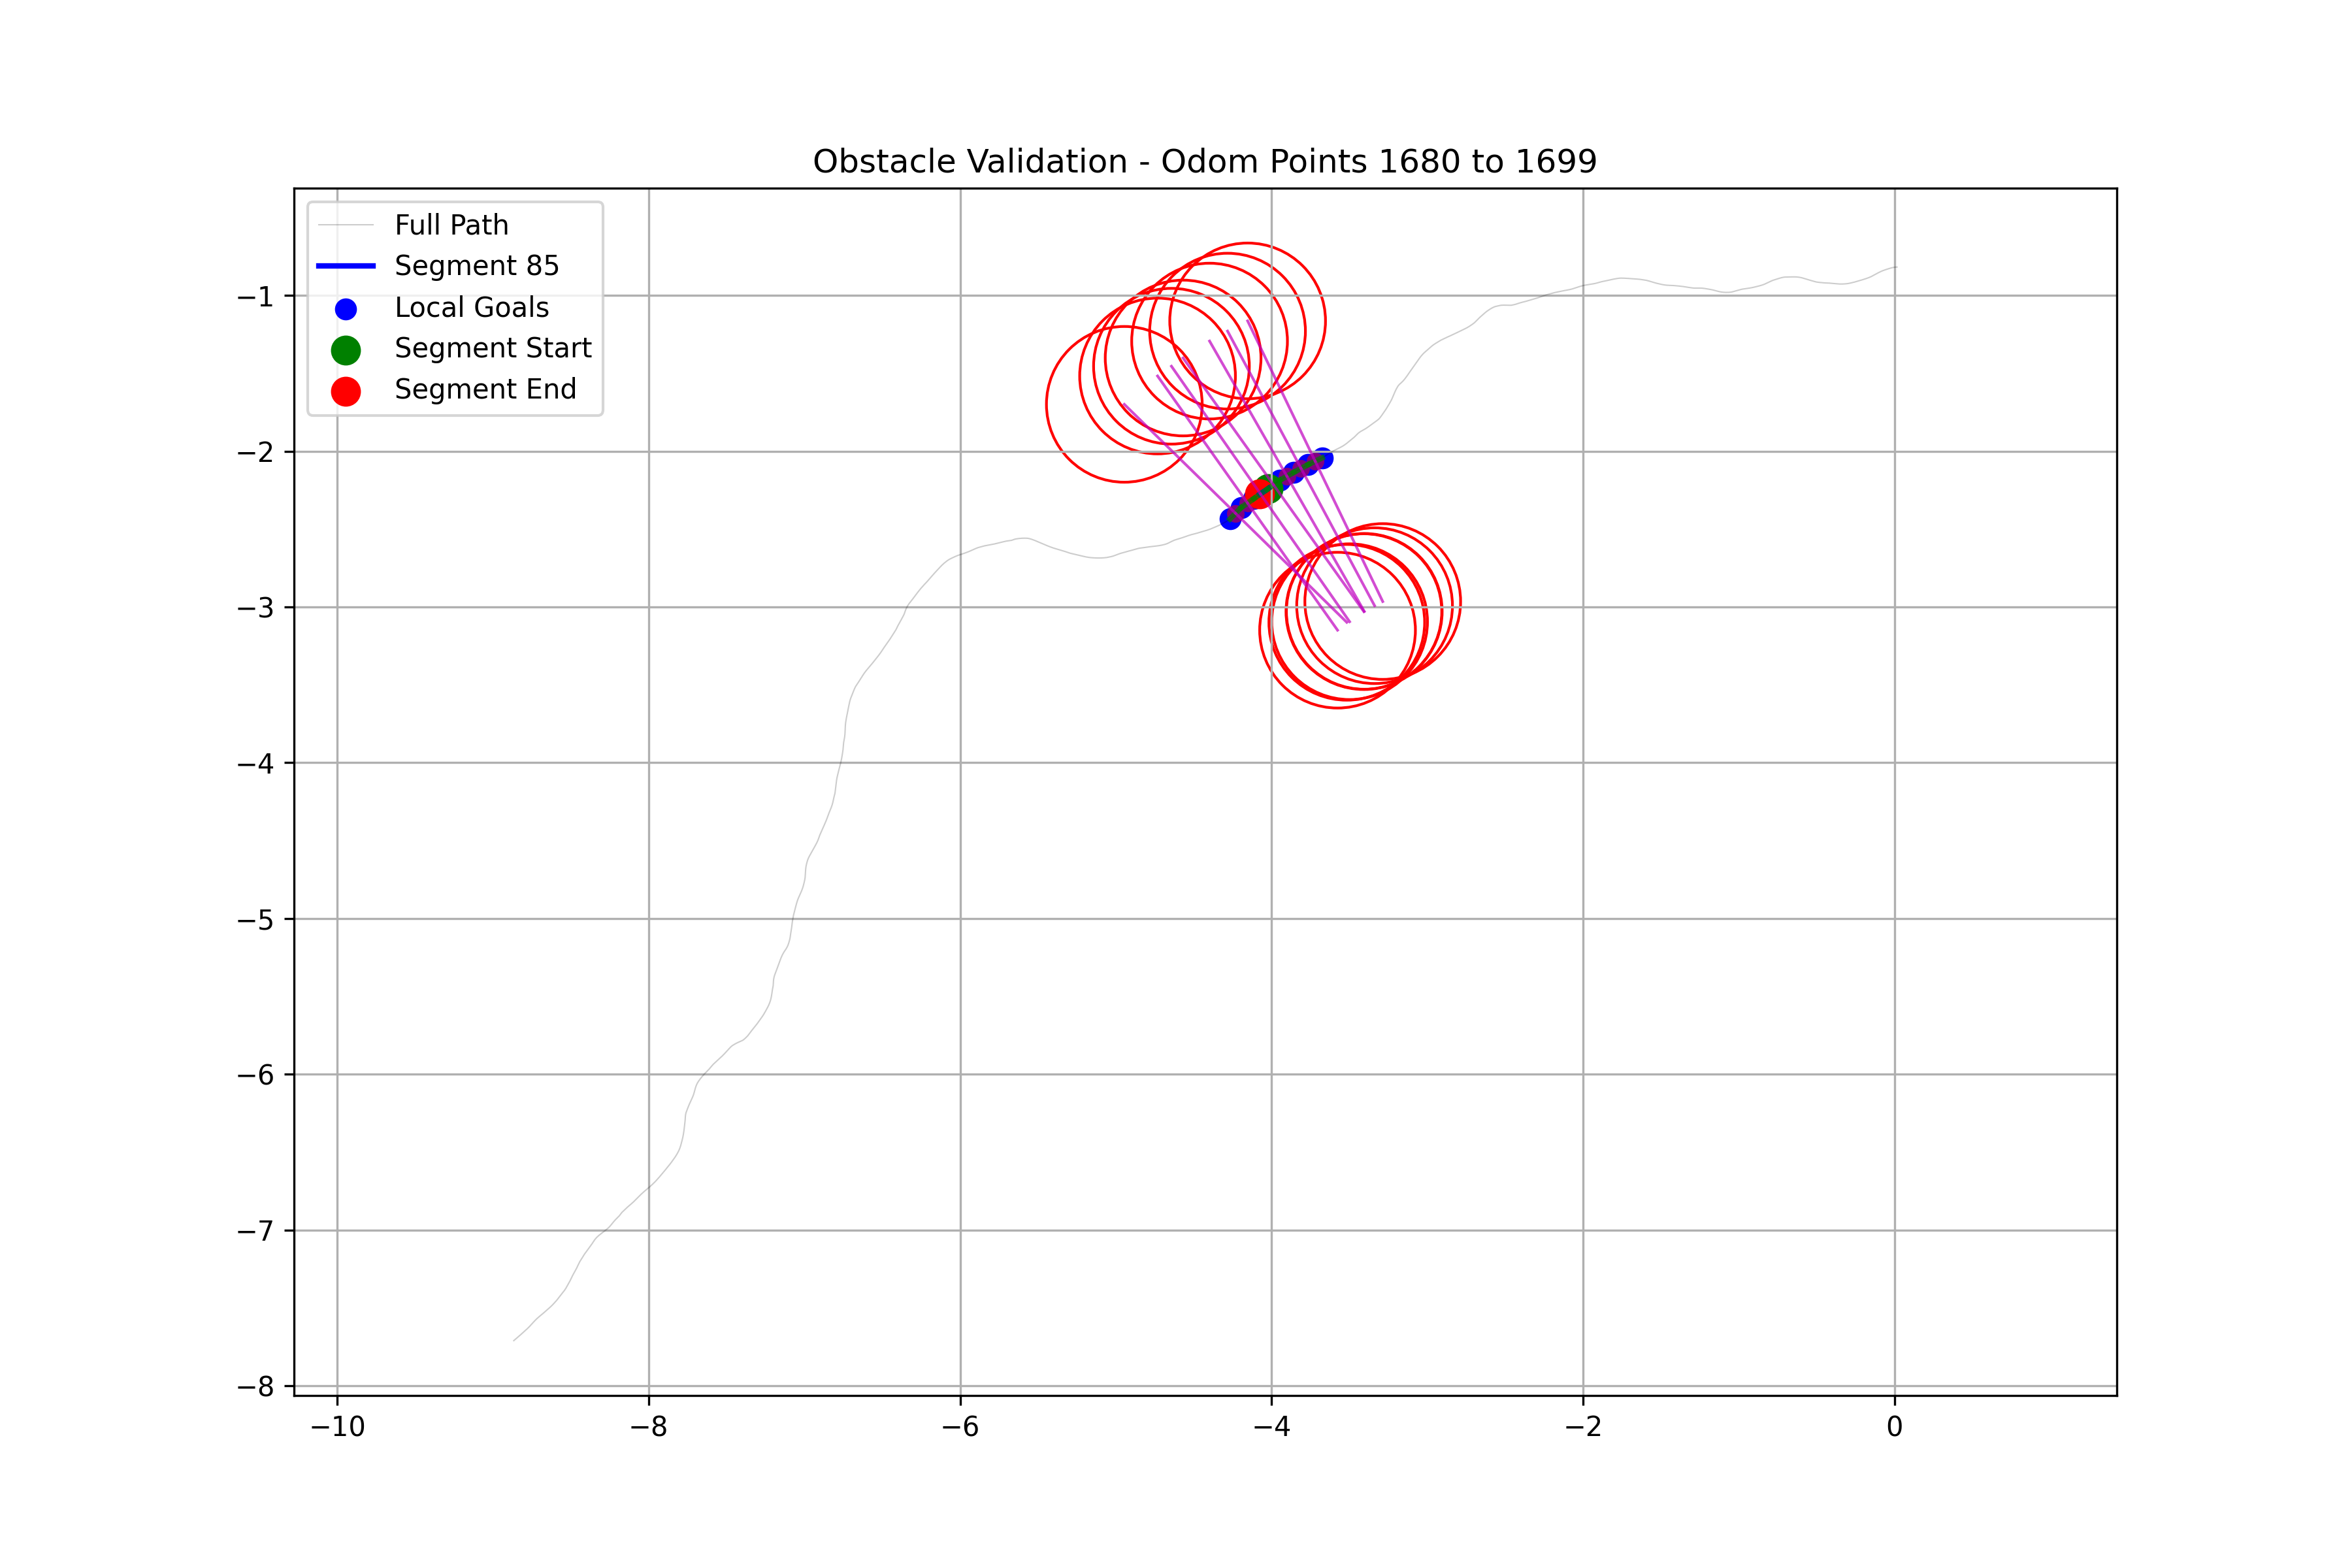 Obstacle Validation - Odom Points 1680 to 1699
Full Path
Segment 85
Local Goals
Segment Start
Segment End
−1
−2
−3
−4
−5
−6
−7
−8
−10
−8
−6
−4
−2
0